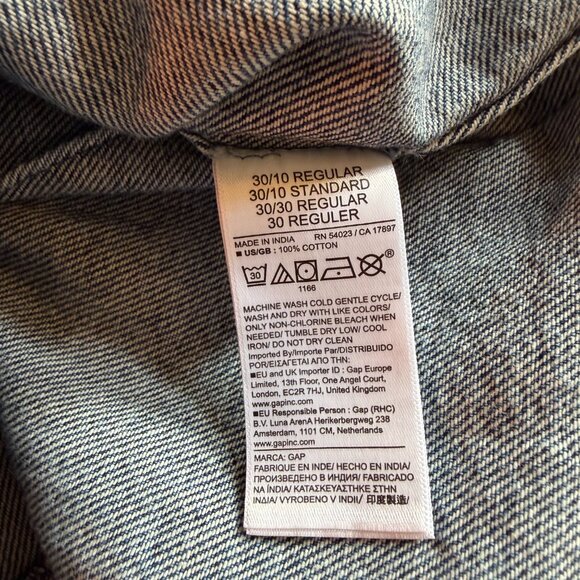 30/10 REGULAR
30/10 STANDARD
30/30 REGULAR
30 REGULER
MADE IN INDIA RN 54023 / CA 17897
■ US/GB : 100% COTTON
30 ®
1166
MACHINE WASH COLD GENTLE CYCLE/
WASH AND DRY WITH LIKE COLORS/
ONLY NON-CHLORINE BLEACH WHEN
NEEDED/ TUMBLE DRY LOW/ COOL
IRON/ DO NOT DRY CLEAN
Imported By/Importe Par/DISTRIBUIDO
POR/ΕΙΣΑΓΕΤΑΙ ΑΠΟ ΤΗΝ:
■EU and UK Importer ID : Gap Europe
Limited, 13th Floor, One Angel Court,
London, EC2R 7HJ, United Kingdom
www.gapinc.com
■EU Responsible Person : Gap (RHC)
B.V. Luna ArenA Herikerbergweg 238
Amsterdam, 1101 CM, Netherlands
www.gapinc.com
MARCA: GAP
FABRIQUE EN INDE/ HECHO EN INDIA/
ПРОИЗВЕДЕНО В ИНДИИ/ FABRICADO NA
INDIA/ ΚΑΤΑΣΚΕΥΑΣΤΗΚΕ ΣΤΗΝ
ΙΝΔΙΑ/ VYROBENO V INDII/ 印度製造/